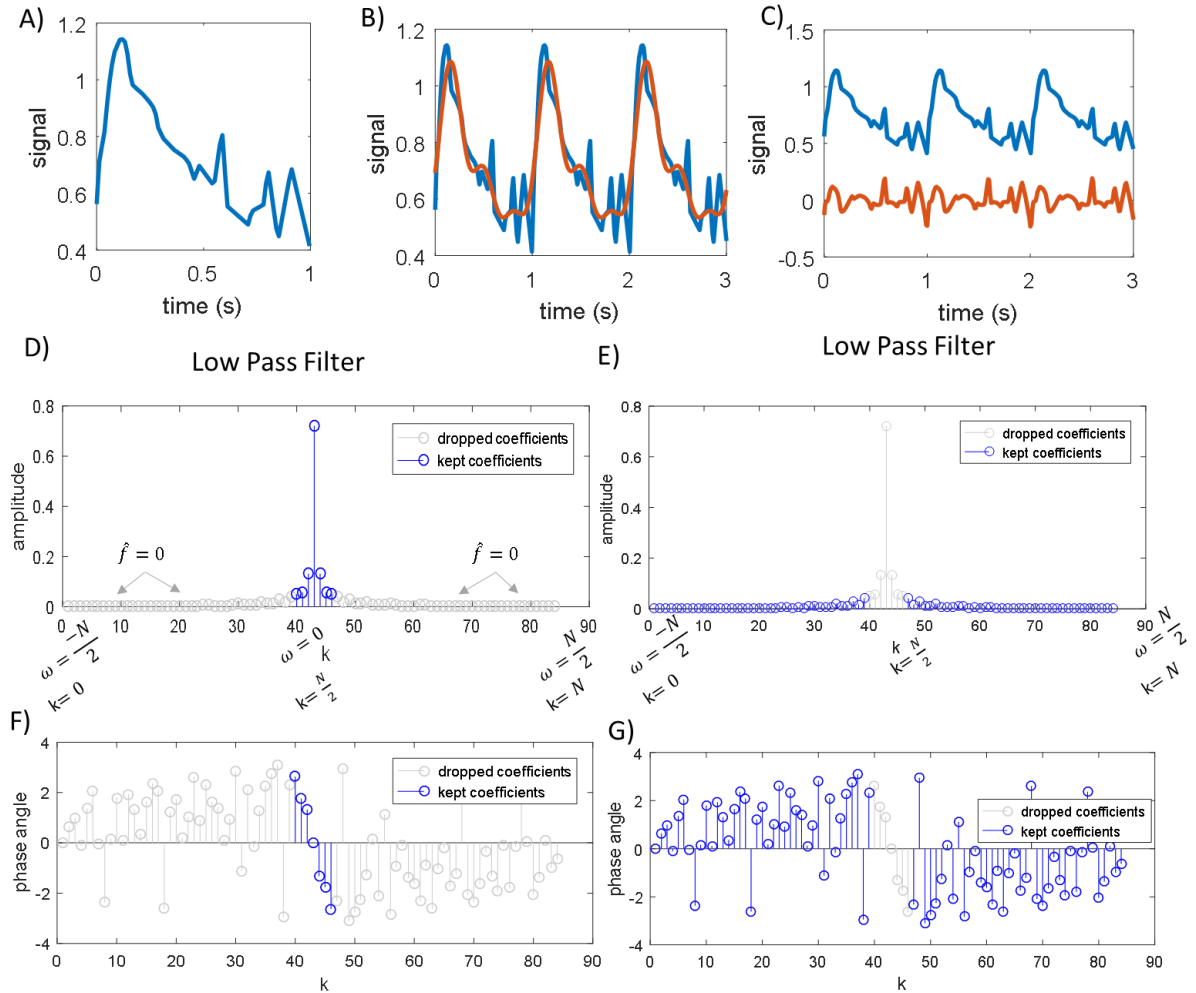 A)
1.2
1
0.8
0.6
0.4
signal
0 0.5 1
time (s)
B)
1.2
1
0.8
0.6
0.4
signal
0 1 2 3
time (s)
C)
1.5
1
0.5
0
-0.5
signal
0 1 2 3
time (s)
D)
Low Pass Filter
0.8
0.6
0.4
0.2
0
amplitude
dropped coefficients
kept coefficients
f̂ = 0
f̂ = 0
0 10 20 30 40 50 60 70 80 90
ω = -N/2
k= 0
ω = 0
k
k= N/2
ω = N/2
k= N
E)
Low Pass Filter
0.8
0.6
0.4
0.2
0
amplitude
dropped coefficients
kept coefficients
0 10 20 30 40 50 60 70 80 90
ω = -N/2
k= 0
k
k= N/2
ω = N/2
k= N
F)
4
2
0
-2
-4
phase angle
dropped coefficients
kept coefficients
0 10 20 30 40 50 60 70 80 90
k
G)
4
2
0
-2
-4
phase angle
dropped coefficients
kept coefficients
0 10 20 30 40 50 60 70 80 90
k